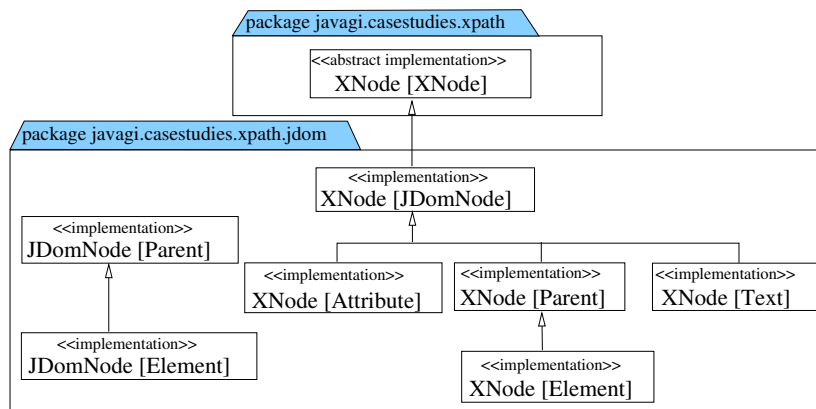 package javagi.casestudies.xpath
<<abstract implementation>>
XNode [XNode]
package javagi.casestudies.xpath.jdom
<<implementation>>
XNode [JDomNode]
<<implementation>>
JDomNode [Parent]
<<implementation>>
XNode [Attribute]
<<implementation>>
XNode [Parent]
<<implementation>>
XNode [Text]
<<implementation>>
JDomNode [Element]
<<implementation>>
XNode [Element]